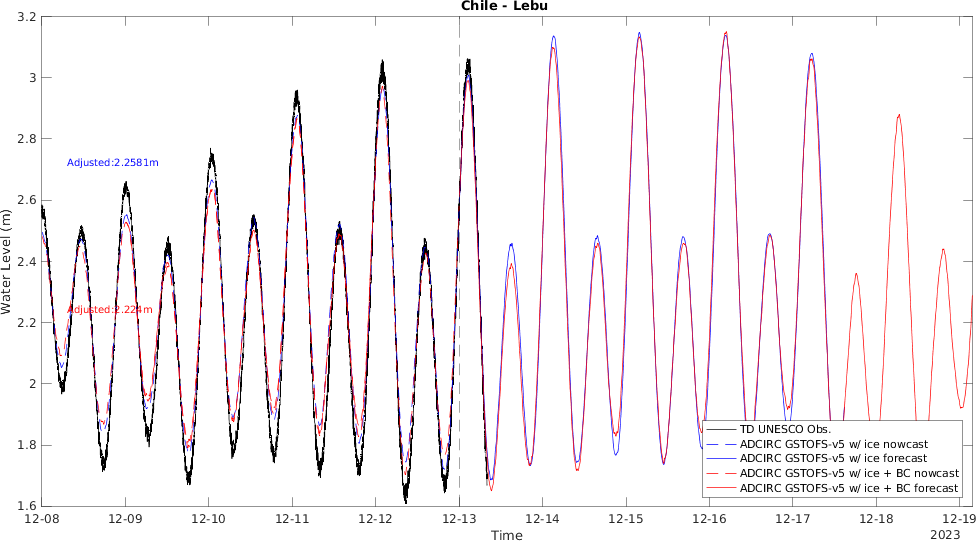 Chile - Lebu
3.2
3
2.8
2.6
2.4
2.2
2
1.8
1.6
Water Level (m)
Adjusted:2.2581m
Adjusted:2.224m
TD UNESCO Obs.
ADCIRC GSTOFS-v5 w/ ice nowcast
ADCIRC GSTOFS-v5 w/ ice forecast
ADCIRC GSTOFS-v5 w/ ice + BC nowcast
ADCIRC GSTOFS-v5 w/ ice + BC forecast
12-08 12-09 12-10 12-11 12-12 12-13 12-14 12-15 12-16 12-17 12-18 12-19
Time
2023